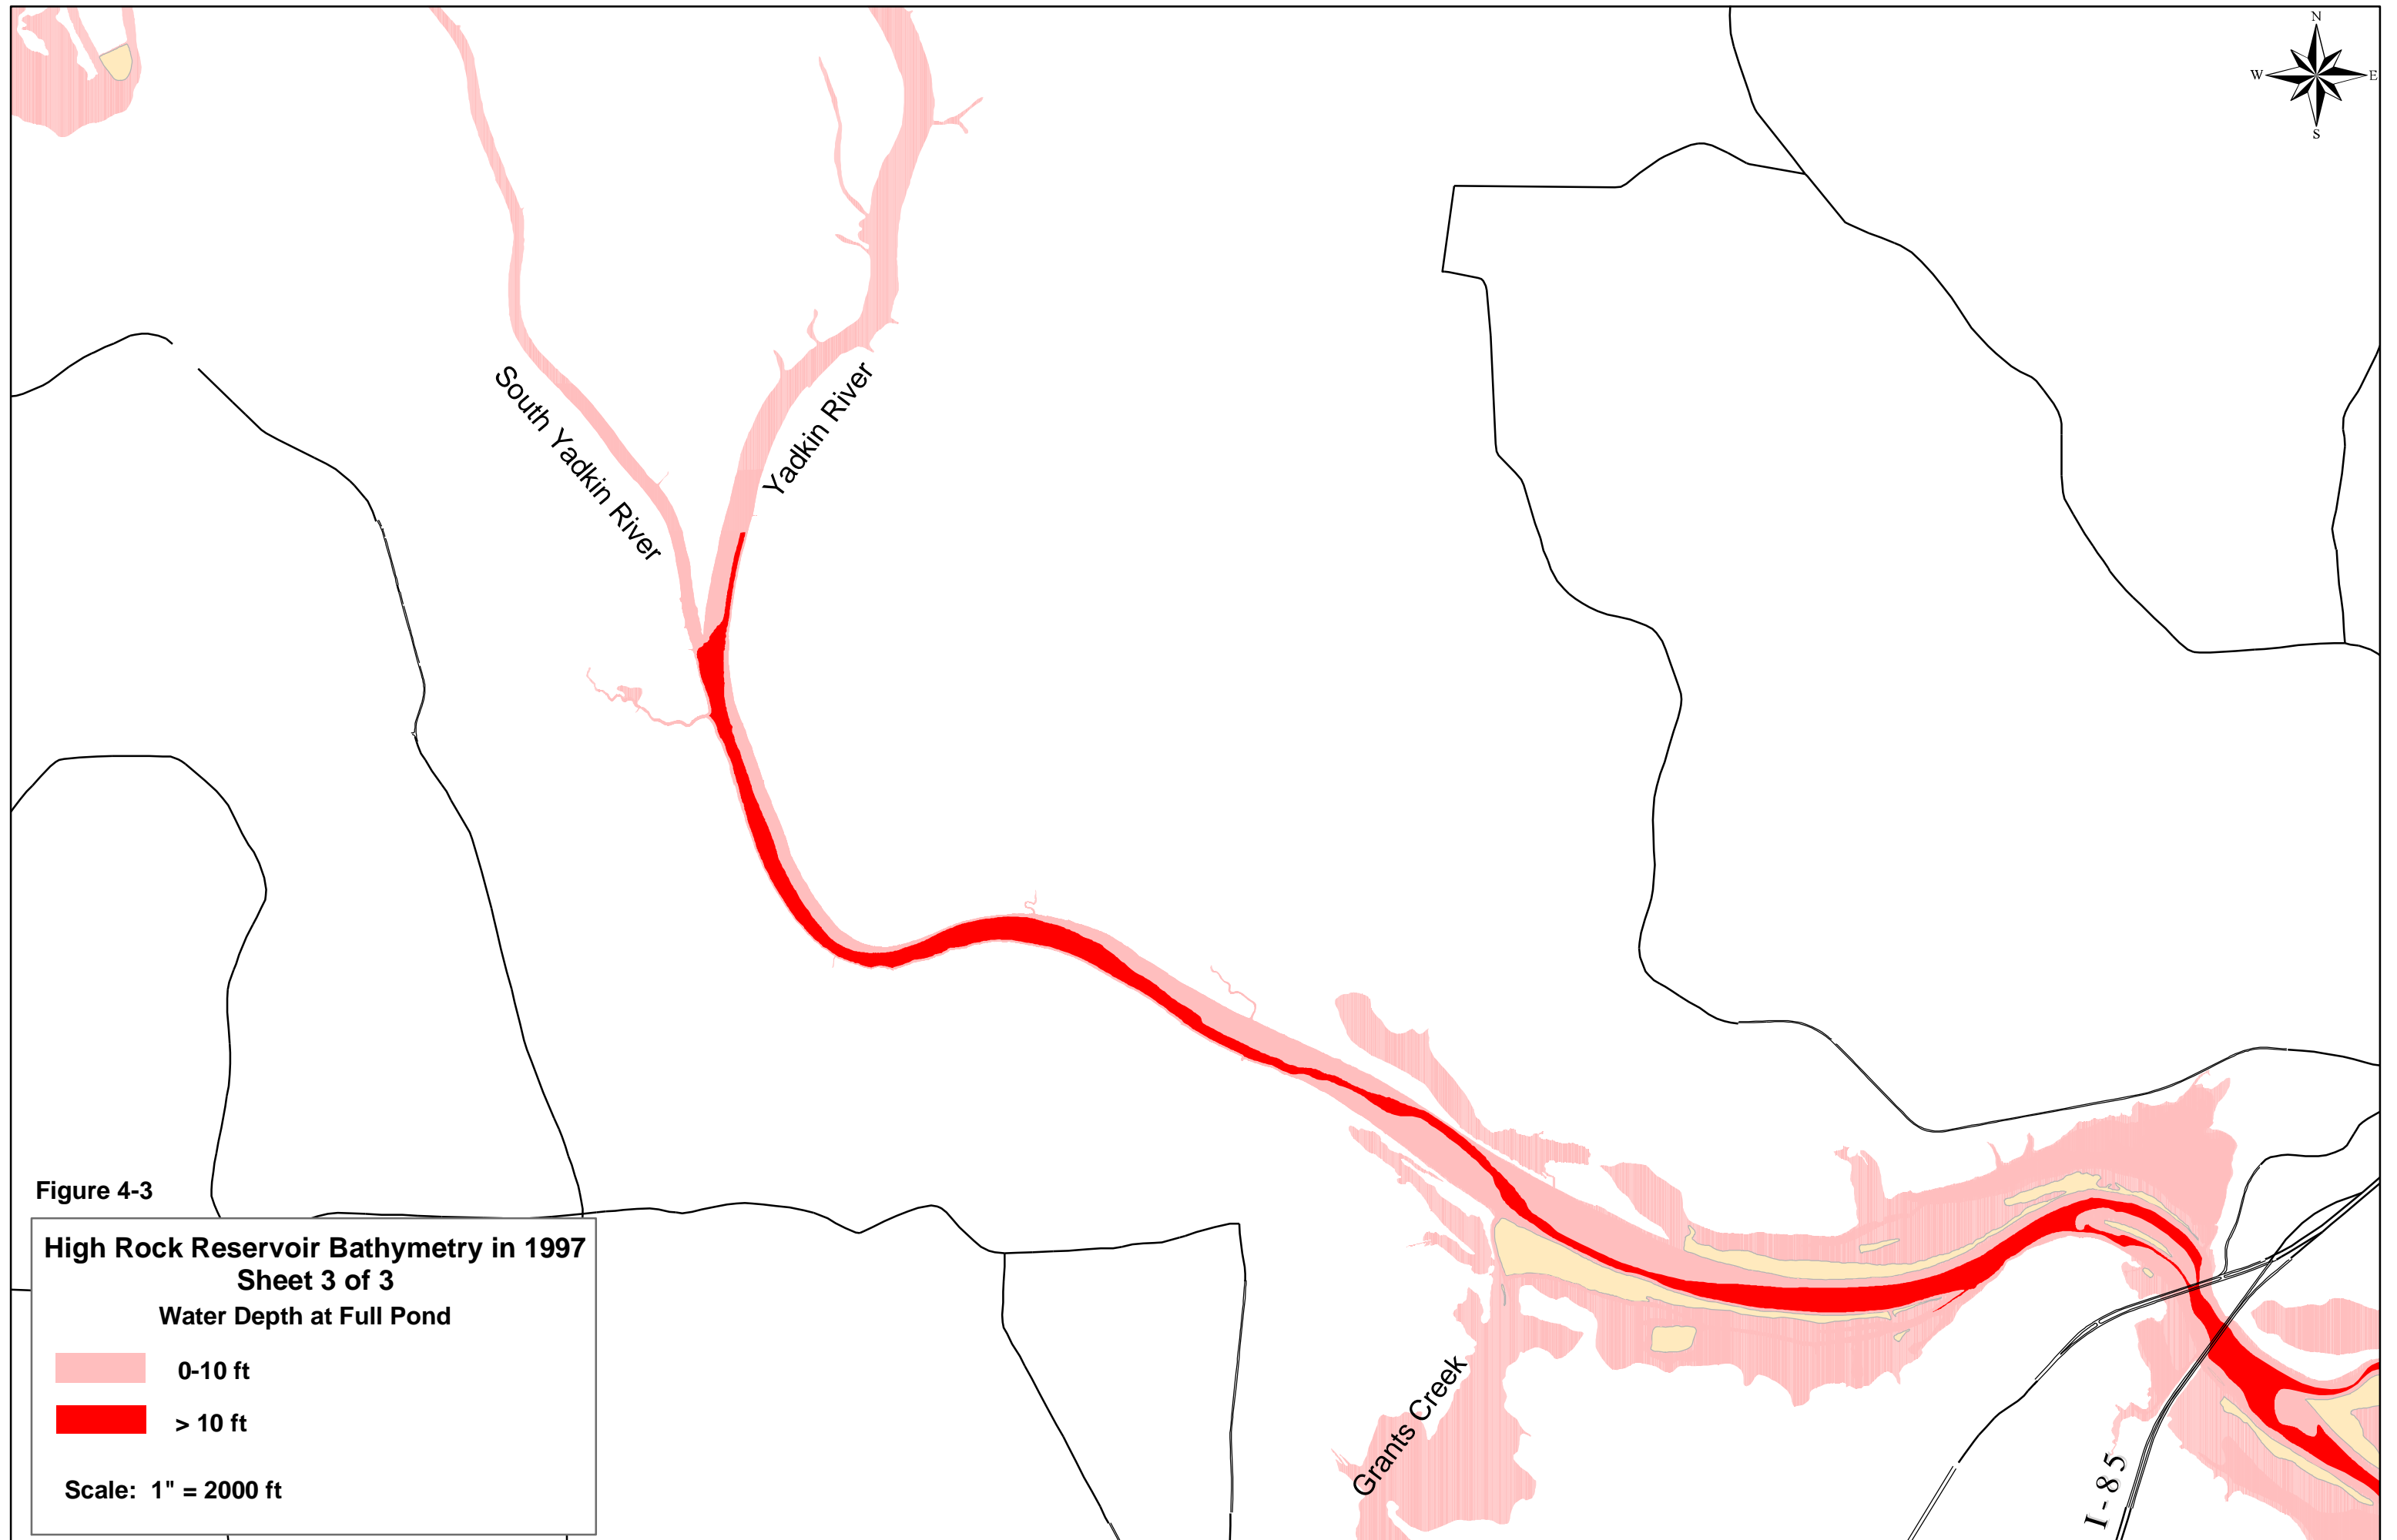 N
W E
S
South Yadkin River
Yadkin River
Figure 4-3
High Rock Reservoir Bathymetry in 1997
Sheet 3 of 3
Water Depth at Full Pond
0-10 ft
> 10 ft
Scale: 1" = 2000 ft
Grants Creek
I-85